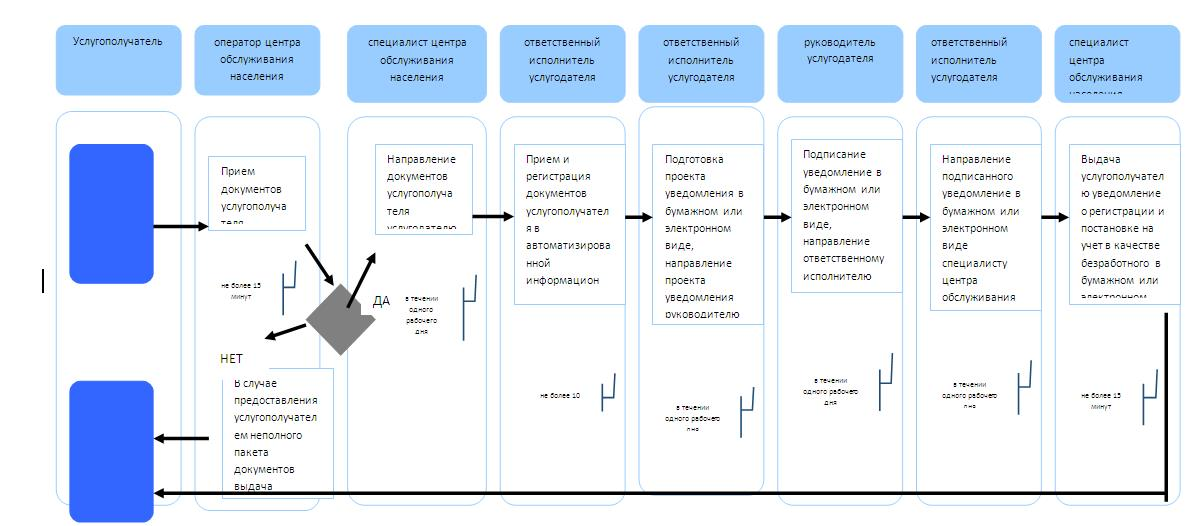 Услугополучатель
оператор центра
обслуживания
населения
специалист центра
обслуживания
населения
ответственный
исполнитель
услугодателя
ответственный
исполнитель
услугодателя
руководитель
услугодателя
ответственный
исполнитель
услугодателя
специалист
центра
обслуживания
населения
Прием
документов
услугополуча
теля
не более 15
минут
НЕТ
В случае
предоставления
услугополучател
ем неполного
пакета
документов
выдача
ДА
Направление
документов
услугополуча
теля
услугодателю
в течении
одного
рабочего
дня
Прием и
регистрация
документов
услугополучател
я в
автоматизирова
нной
информацион
не более 10
Подготовка
проекта
уведомления в
бумажном или
электронном
виде,
направление
проекта
уведомления
руководителю
в течении
одного рабочего
дня
Подписание
уведомление в
бумажном или
электронном
виде,
направление
ответственному
исполнителю
в течении
одного рабочего
дня
Направление
подписанного
уведомление в
бумажном или
электронном
виде
специалисту
центра
обслуживания
в течении
одного рабочего
дня
Выдача
услугополучател
ю уведомление
о регистрации и
постановке на
учет в качестве
безработного в
бумажном или
электронном
не более 15
минут